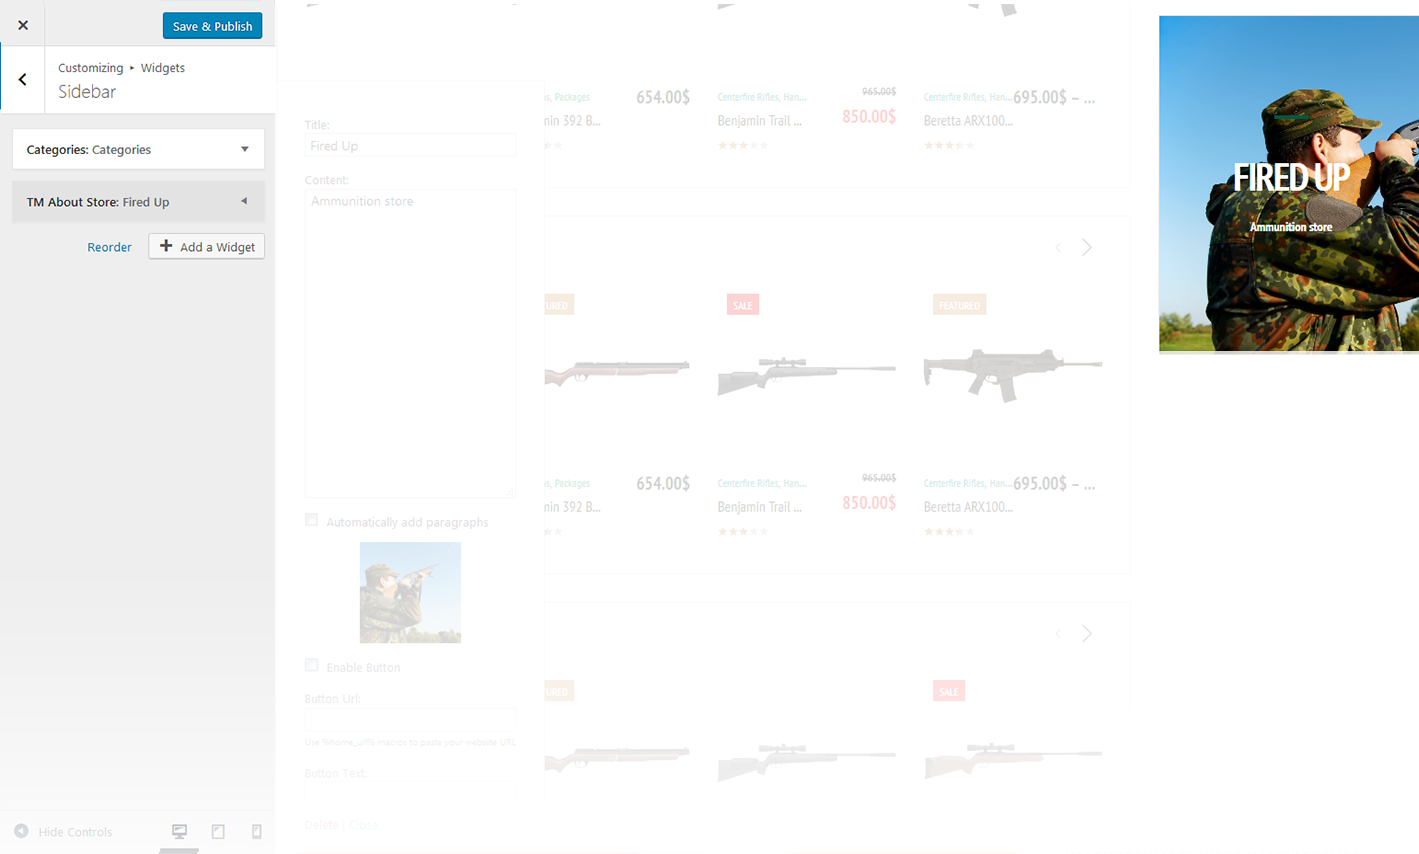 Save & Publish
Customizing ▸ Widgets
Sidebar
Categories: Categories
TM About Store: Fired Up
Reorder
Add a Widget
Hide Controls
Title:
Fired Up
Content:
Ammunition store
Automatically add paragraphs
Enable Button
Button Url:
Use %home_url% macros to paste your website URL
Button Text:
Delete | Close
Packages
654.00$
392 B...
Centerfire Rifles, Han...
965.00$
Benjamin Trail ...
850.00$
Centerfire Rifles, Han...
695.00$ – ...
Beretta ARX100...
SALE
FEATURED
Packages
654.00$
392 B...
Centerfire Rifles, Han...
965.00$
Benjamin Trail ...
850.00$
Centerfire Rifles, Han...
695.00$ – ...
Beretta ARX100...
SALE
FIRED UP
Ammunition store